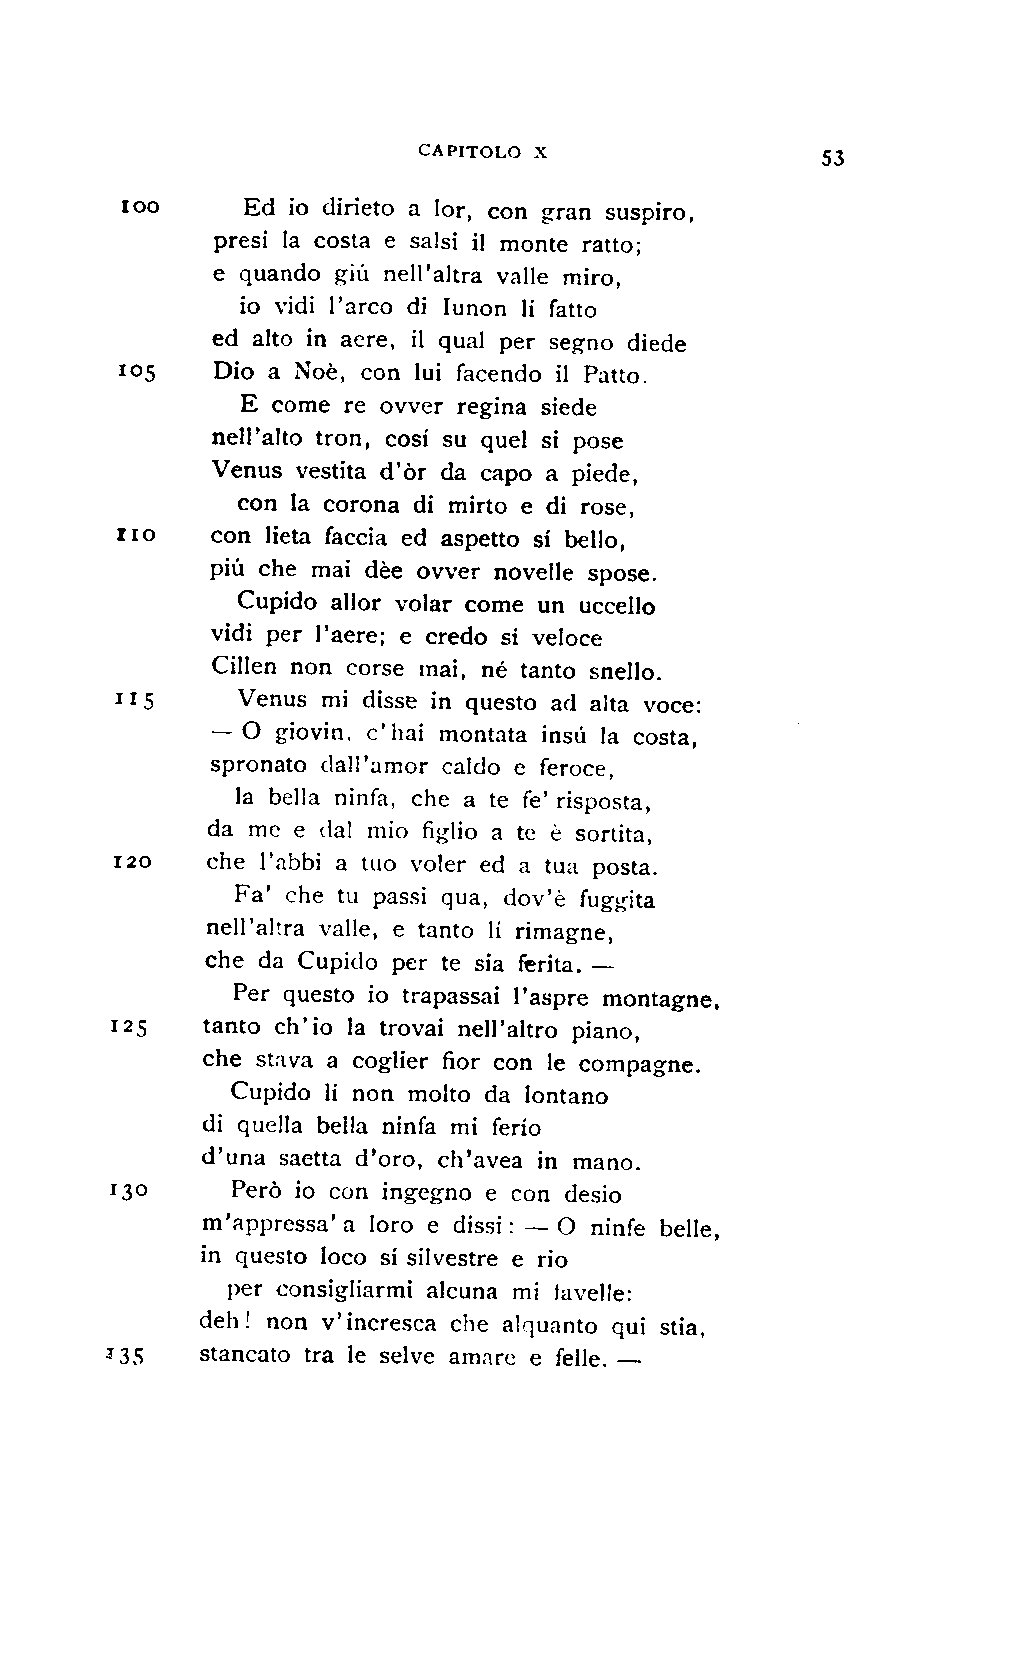 CAPITOLO X 53
100 Ed io dirieto a lor, con gran suspiro,
presi la costa e salsi il monte ratto;
e quando giú nell'altra valle miro,
io vidi l'arco di Iunon lí fatto
ed alto in aere, il qual per segno diede
105 Dio a Noè, con lui facendo il Patto.
E come re ovver regina siede
nell'alto tron, cosí su quel si pose
Venus vestita d'òr da capo a piede,
con la corona di mirto e di rose,
110 con lieta faccia ed aspetto sí bello,
piú che mai dèe ovver novelle spose.
Cupido allor volar come un uccello
vidi per l'aere; e credo si veloce
Cillen non corse mai, né tanto snello.
115 Venus mi disse in questo ad alta voce:
— O giovin, c'hai montata insú la costa,
spronato dall'amor caldo e feroce,
la bella ninfa, che a te fe' risposta,
da me e dal mio figlio a te è sortita,
120 che l'abbi a tuo voler ed a tua posta.
Fa' che tu passi qua, dov'è fuggita
nell'altra valle, e tanto lí rimagne,
che da Cupido per te sia ferita. —
Per questo io trapassai l'aspre montagne,
125 tanto ch'io la trovai nell'altro piano,
che stava a coglier fior con le compagne.
Cupido lí non molto da lontano
di quella bella ninfa mi ferío
d'una saetta d'oro, ch'avea in mano.
130 Però io con ingegno e con desio
m'appressa' a loro e dissi: — O ninfe belle,
in questo loco sí silvestre e rio
per consigliarmi alcuna mi favelle:
deh! non v'incresca che alquanto qui stia,
135 stancato tra le selve amare e felle. —